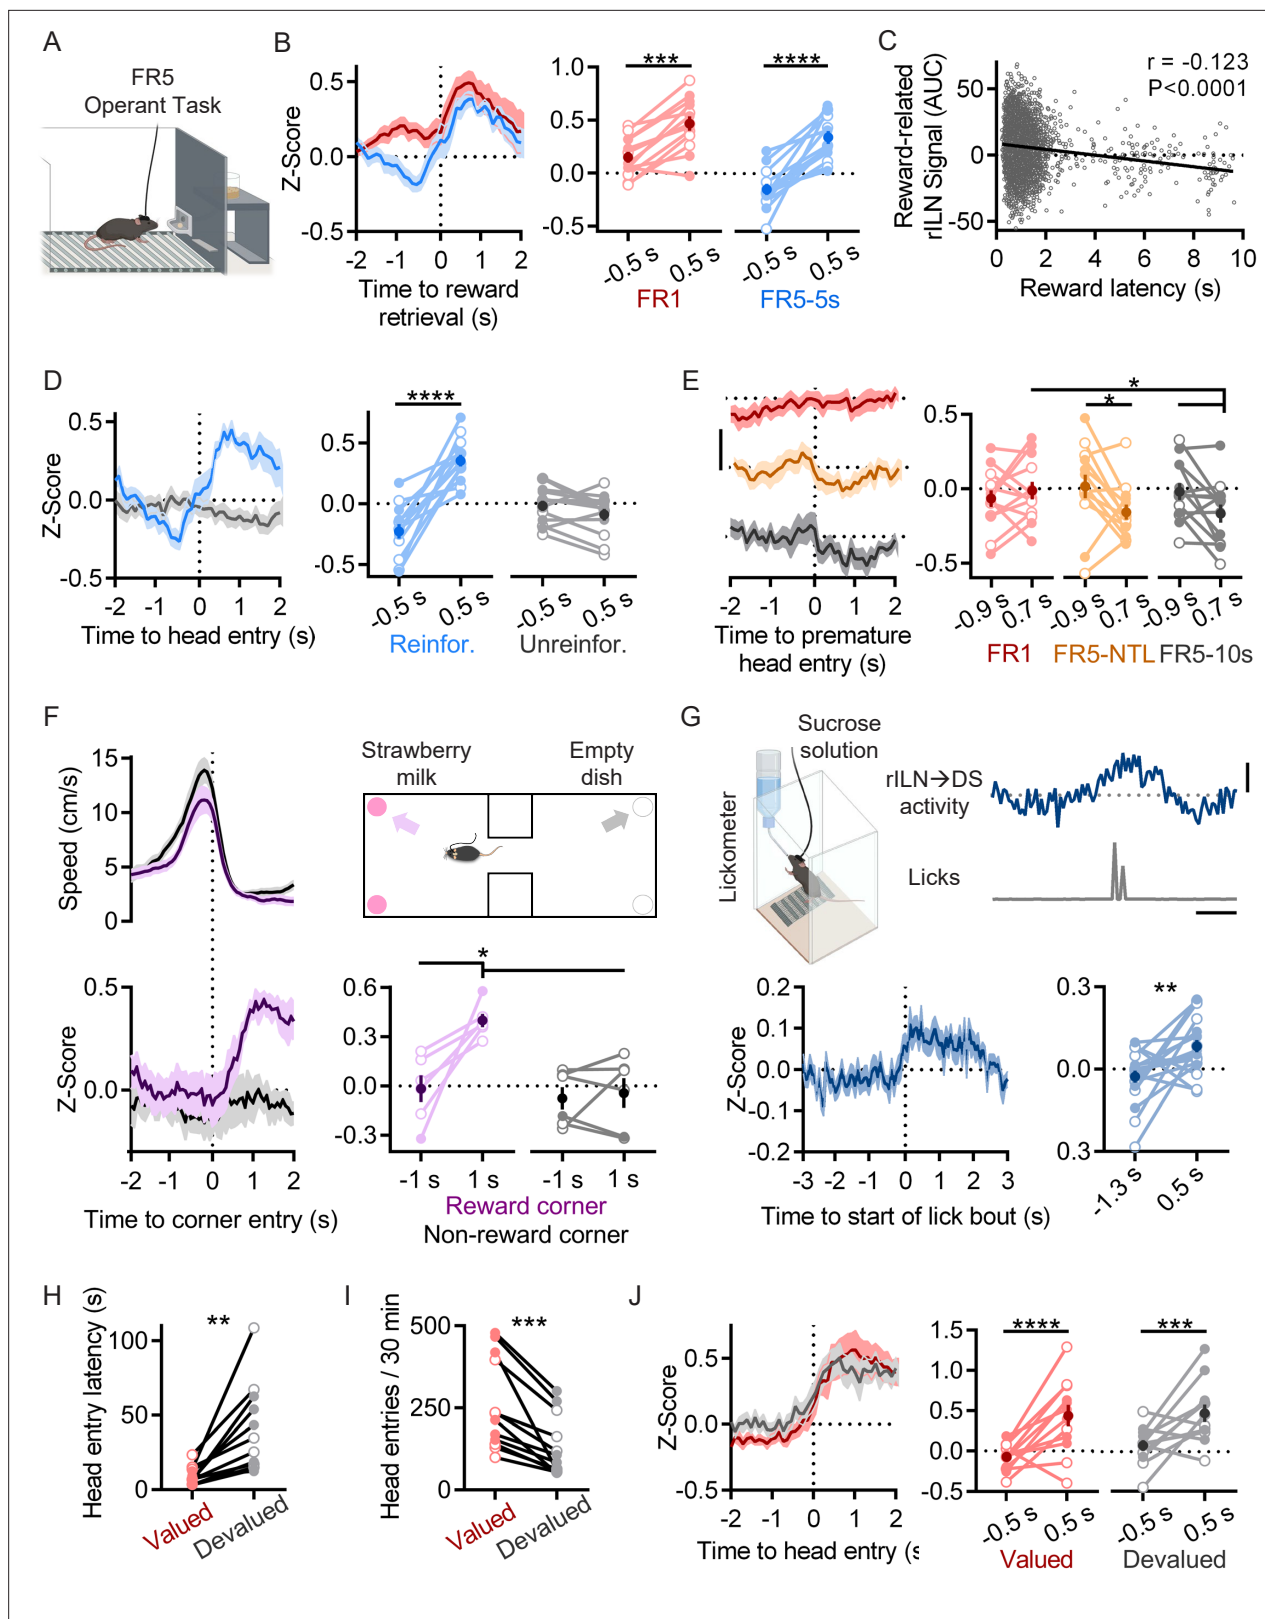 A
FR5
Operant Task
B
Z-Score
0.5
0.0
-0.5
-2 -1 0 1 2
Time to reward
retrieval (s)
*** ****
1.0
0.5
0.0
-0.5
-0.5 s 0.5 s -0.5 s 0.5 s
FR1 FR5-5s
C
Reward-related
rILN Signal (AUC)
r = -0.123
P<0.0001
50
0
-50
0 2 4 6 8 10
Reward latency (s)
D
Z-Score
0.5
0.0
-0.5
-2 -1 0 1 2
Time to head entry (s)
****
0.5
0.0
-0.5
-0.5 s 0.5 s -0.5 s 0.5 s
Reinfor. Unreinfor.
E
-2 -1 0 1 2
Time to premature
head entry (s)
*
*
0.5
0.0
-0.5
-0.9 s 0.7 s -0.9 s 0.7 s -0.9 s 0.7 s
FR1 FR5-NTL FR5-10s
F
Speed (cm/s)
15
10
5
0
Strawberry
milk
Empty
dish
Z-Score
0.5
0.0
-2 -1 0 1 2
Time to corner entry (s)
*
0.6
0.3
0.0
-0.3
-1 s 1 s -1 s 1 s
Reward corner
Non-reward corner
G
Sucrose
solution
Lickometer
rILN→DS
activity
Licks
Z-Score
0.2
0.1
0.0
-0.1
-0.2
-3 -2 -1 0 1 2 3
Time to start of lick bout (s)
**
0.3
0.0
0.3
-1.3 s 0.5 s
H
Head entry latency (s)
**
100
50
0
Valued Devalued
I
Head entries / 30 min
***
500
250
0
Valued Devalued
J
Z-Score
0.5
0.0
-0.5
-2 -1 0 1 2
Time to head entry (s
**** ***
1.5
1.0
0.5
0.0
-0.5
-0.5 s 0.5 s -0.5 s 0.5 s
Valued Devalued